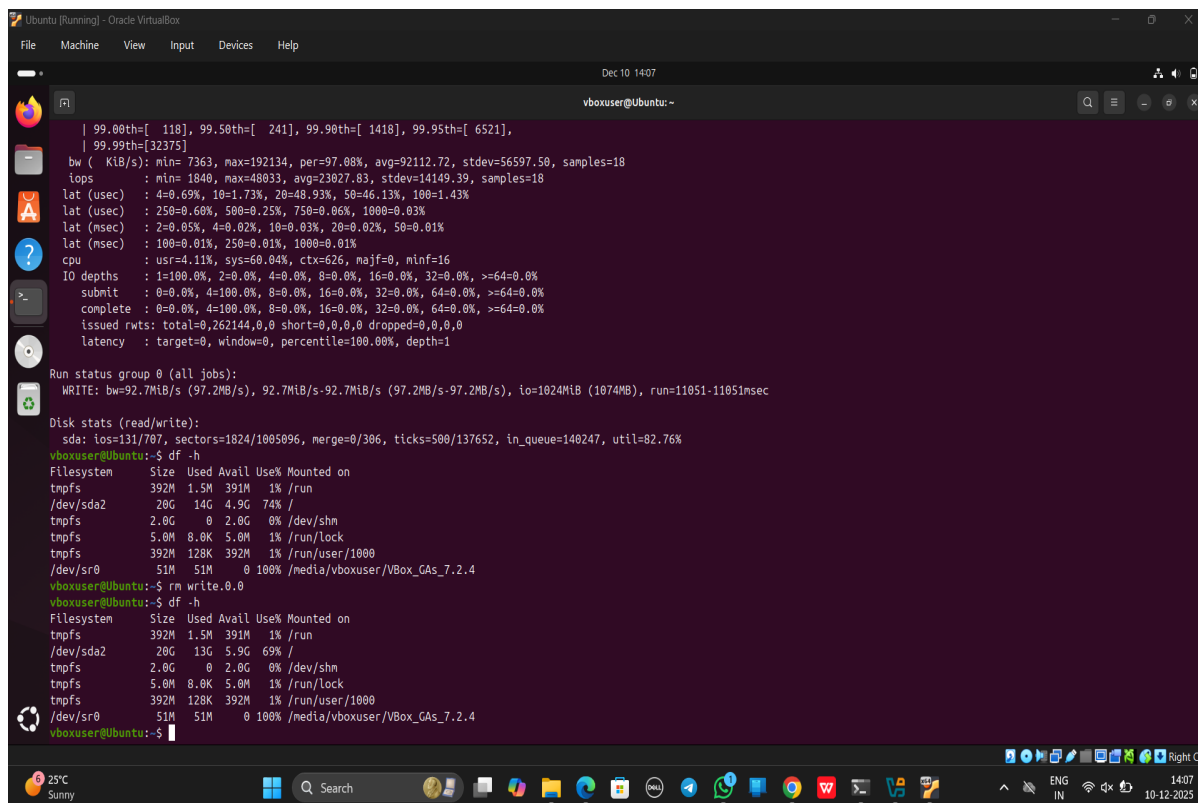 Ubuntu [Running] - Oracle VirtualBox
File Machine View Input Devices Help
Dec 10 14:07
vboxuser@Ubuntu: ~
| 99.00th=[  118], 99.50th=[  241], 99.90th=[ 1418], 99.95th=[ 6521],
| 99.99th=[32375]
bw (  KiB/s): min= 7363, max=192134, per=97.08%, avg=92112.72, stdev=56597.50, samples=18
iops        : min= 1840, max=48033, avg=23027.83, stdev=14149.39, samples=18
lat (usec)   : 4=0.69%, 10=1.73%, 20=48.93%, 50=46.13%, 100=1.43%
lat (usec)   : 250=0.60%, 500=0.25%, 750=0.06%, 1000=0.03%
lat (msec)   : 2=0.05%, 4=0.02%, 10=0.03%, 20=0.02%, 50=0.01%
lat (msec)   : 100=0.01%, 250=0.01%, 1000=0.01%
cpu          : usr=4.11%, sys=60.04%, ctx=626, majf=0, minf=16
IO depths    : 1=100.0%, 2=0.0%, 4=0.0%, 8=0.0%, 16=0.0%, 32=0.0%, >=64=0.0%
submit    : 0=0.0%, 4=100.0%, 8=0.0%, 16=0.0%, 32=0.0%, 64=0.0%, >=64=0.0%
complete  : 0=0.0%, 4=100.0%, 8=0.0%, 16=0.0%, 32=0.0%, 64=0.0%, >=64=0.0%
issued rwts: total=0,262144,0,0 short=0,0,0,0 dropped=0,0,0,0
latency   : target=0, window=0, percentile=100.00%, depth=1
Run status group 0 (all jobs):
WRITE: bw=92.7MiB/s (97.2MB/s), 92.7MiB/s-92.7MiB/s (97.2MB/s-97.2MB/s), io=1024MiB (1074MB), run=11051-11051msec
Disk stats (read/write):
sda: ios=131/707, sectors=1824/1005096, merge=0/306, ticks=500/137652, in_queue=140247, util=82.76%
vboxuser@Ubuntu:~$ df -h
Filesystem      Size  Used Avail Use% Mounted on
tmpfs           392M  1.5M  391M   1% /run
/dev/sda2        20G   14G  4.9G  74% /
tmpfs           2.0G     0  2.0G   0% /dev/shm
tmpfs           5.0M  8.0K  5.0M   1% /run/lock
tmpfs           392M  128K  392M   1% /run/user/1000
/dev/sr0         51M   51M     0 100% /media/vboxuser/VBox_GAs_7.2.4
vboxuser@Ubuntu:~$ rm write.0.0
vboxuser@Ubuntu:~$ df -h
Filesystem      Size  Used Avail Use% Mounted on
tmpfs           392M  1.5M  391M   1% /run
/dev/sda2        20G   13G  5.9G  69% /
tmpfs           2.0G     0  2.0G   0% /dev/shm
tmpfs           5.0M  8.0K  5.0M   1% /run/lock
tmpfs           392M  128K  392M   1% /run/user/1000
/dev/sr0         51M   51M     0 100% /media/vboxuser/VBox_GAs_7.2.4
vboxuser@Ubuntu:~$
Right
6 25°C
Sunny
Search
DELL
1
W
ENG
IN
14:07
10-12-2025